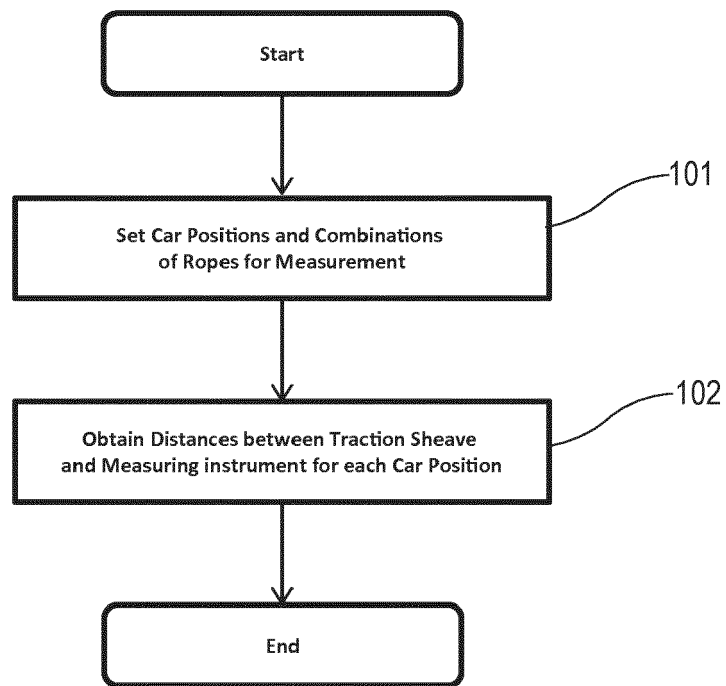 Start
101
Set Car Positions and Combinations
of Ropes for Measurement
102
Obtain Distances between Traction Sheave
and Measuring instrument for each Car Position
End